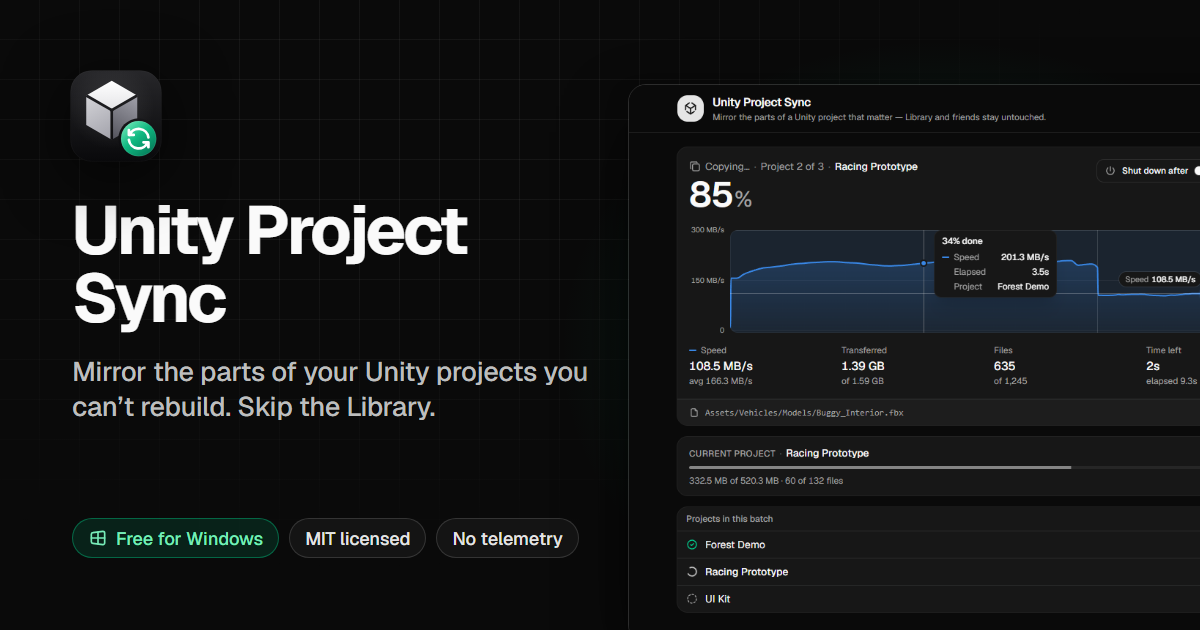 Unity Project
Sync
Mirror the parts of your Unity projects you
can’t rebuild. Skip the Library.
Free for Windows
MIT licensed
No telemetry
Unity Project Sync
Mirror the parts of a Unity project that matter — Library and friends stay untouched.
Copying… · Project 2 of 3 · Racing Prototype
Shut down after
85%
300 MB/s
150 MB/s
0
34% done
Speed 201.3 MB/s
Elapsed 3.5s
Project Forest Demo
Speed 108.5 MB/s
Speed
108.5 MB/s
avg 166.3 MB/s
Transferred
1.39 GB
of 1.59 GB
Files
635
of 1,245
Time left
2s
elapsed 9.3s
Assets/Vehicles/Models/Buggy_Interior.fbx
CURRENT PROJECT · Racing Prototype
332.5 MB of 520.3 MB · 60 of 132 files
Projects in this batch
Forest Demo
Racing Prototype
UI Kit